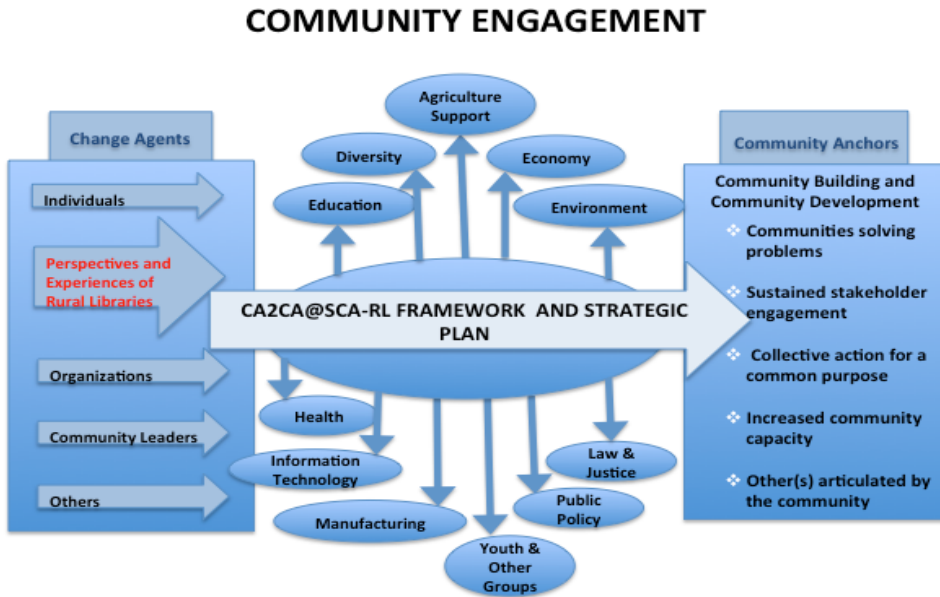 COMMUNITY ENGAGEMENT
Change Agents
Individuals
Perspectives and
Experiences of
Rural Libraries
Organizations
Community Leaders
Others
Agriculture
Support
Diversity
Economy
Education
Environment
CA2CA@SCA-RL FRAMEWORK AND STRATEGIC
PLAN
Health
Information
Technology
Manufacturing
Youth &
Other
Groups
Public
Policy
Law &
Justice
Community Anchors
Community Building and
Community Development
❖ Communities solving
problems
❖ Sustained stakeholder
engagement
❖ Collective action for a
common purpose
❖ Increased community
capacity
❖ Other(s) articulated by
the community